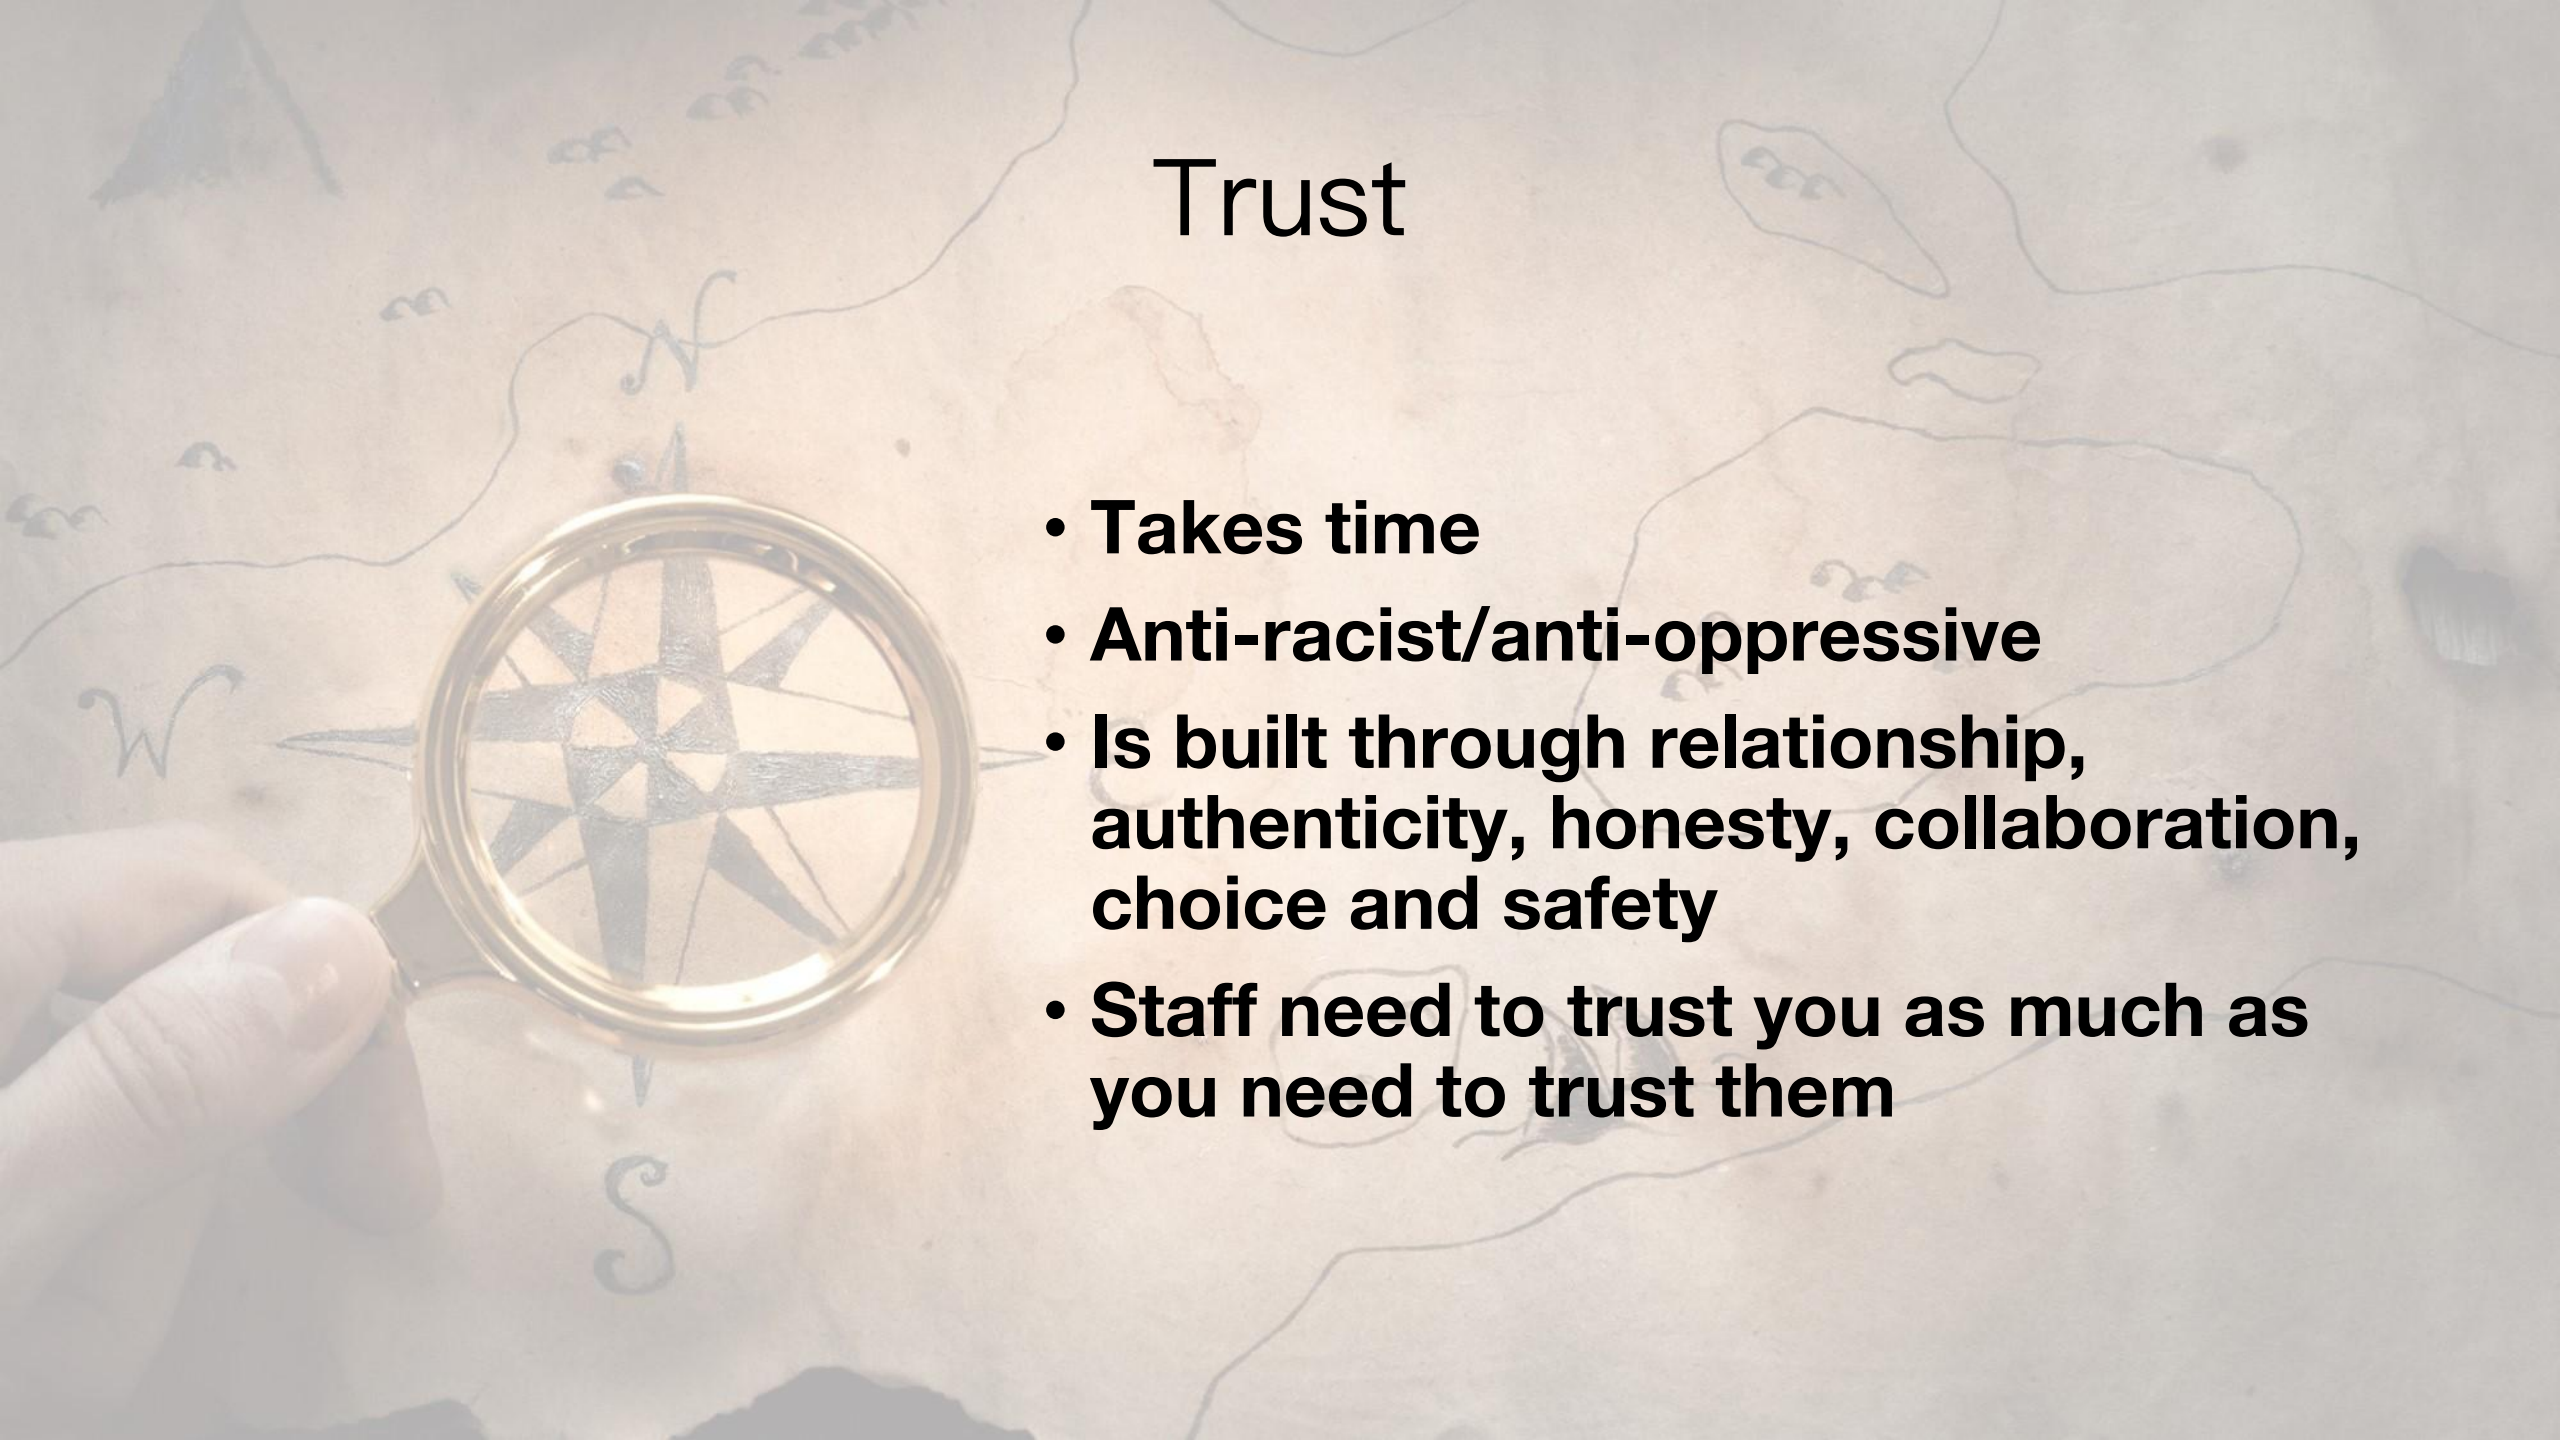 Trust
N
W
S
• Takes time
• Anti-racist/anti-oppressive
• Is built through relationship,
authenticity, honesty, collaboration,
choice and safety
• Staff need to trust you as much as
you need to trust them